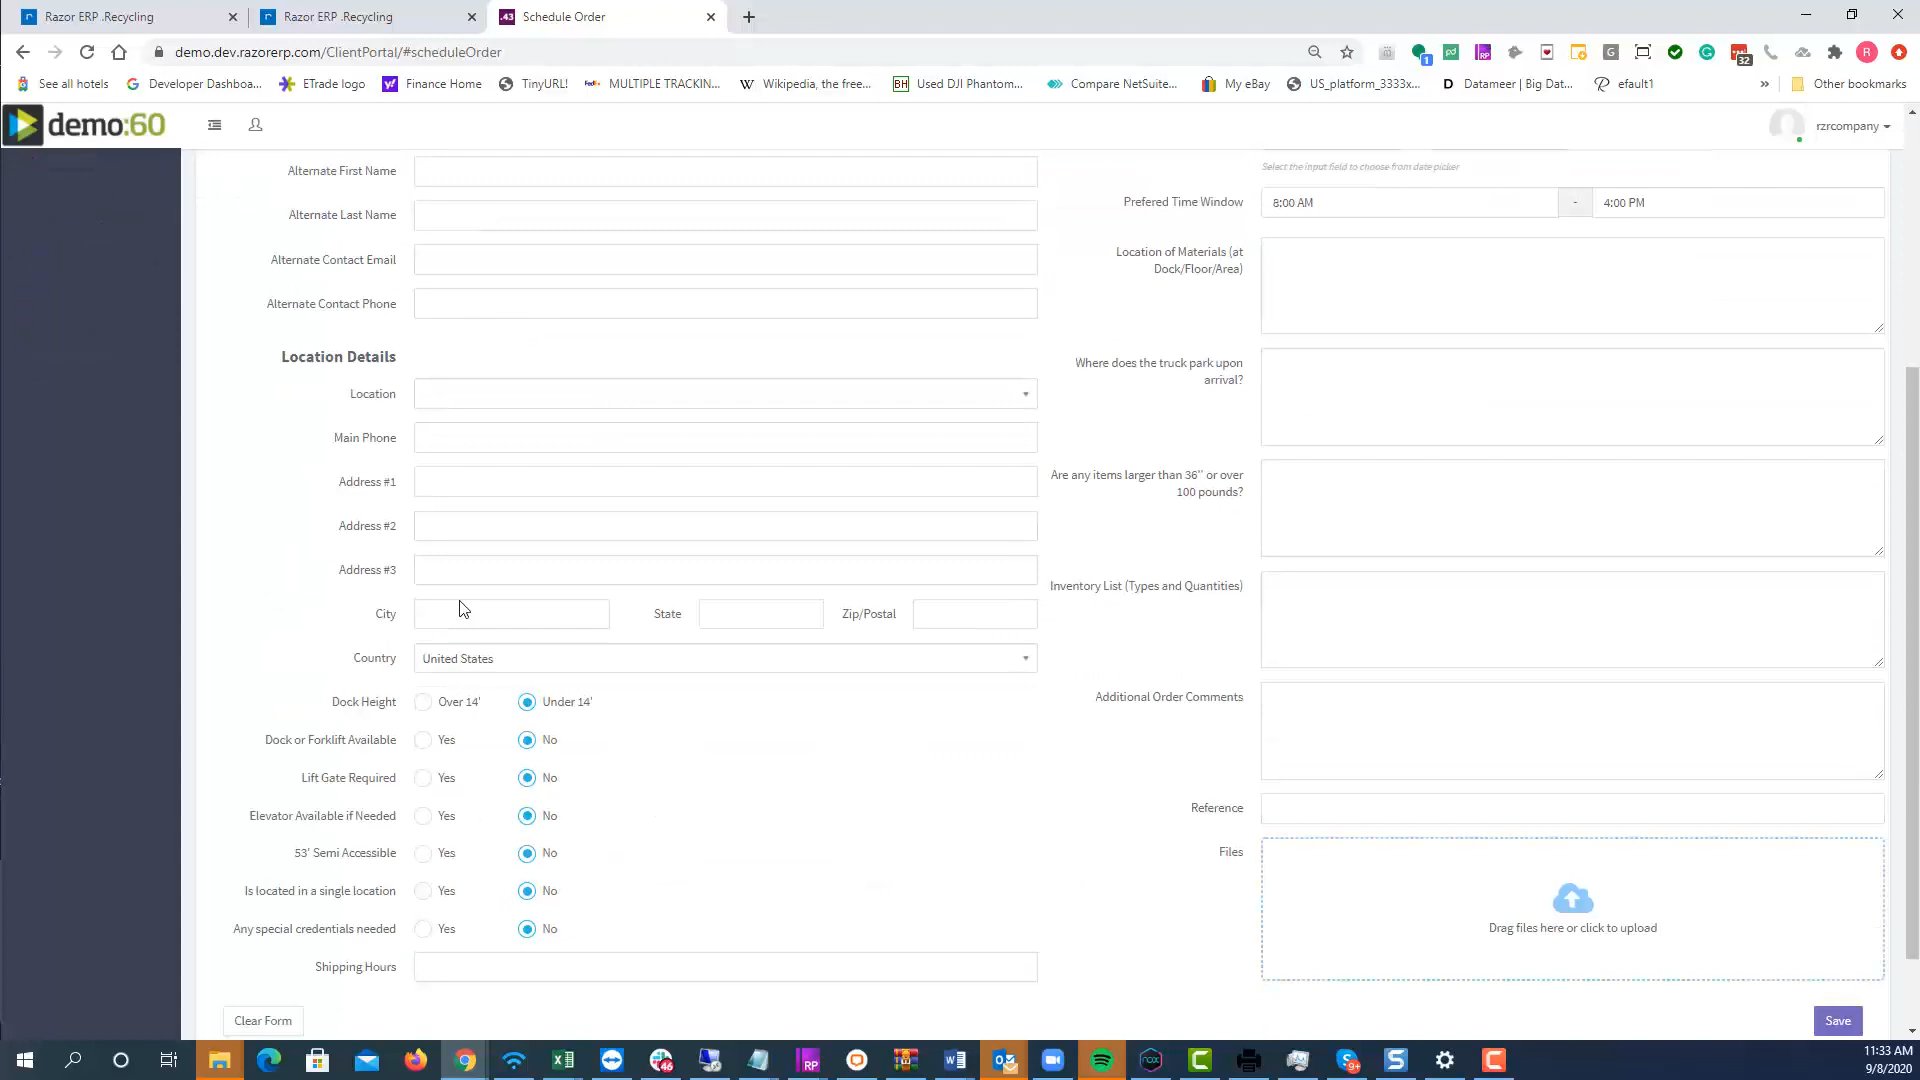 Razor ERP .Recycling
Razor ERP .Recycling
.43 Schedule Order
demo.dev.razorerp.com/ClientPortal/#scheduleOrder
1
32
R
See all hotels
Developer Dashboa...
ETrade logo
Finance Home
TinyURL!
MULTIPLE TRACKIN...
W Wikipedia, the free...
BH Used DJI Phantom...
Compare NetSuite...
My eBay
US_platform_3333x...
D Datameer | Big Dat...
efault1
»
Other bookmarks
demo:60
rzrcompany
Alternate First Name
Alternate Last Name
Alternate Contact Email
Alternate Contact Phone
Location Details
Location
Main Phone
Address #1
Address #2
Address #3
City
State
Zip/Postal
Country
United States
Dock Height
Over 14'
Under 14'
Dock or Forklift Available
Yes
No
Lift Gate Required
Yes
No
Elevator Available if Needed
Yes
No
53' Semi Accessible
Yes
No
Is located in a single location
Yes
No
Any special credentials needed
Yes
No
Shipping Hours
Clear Form
Select the input field to choose from date picker
Prefered Time Window
8:00 AM
-
4:00 PM
Location of Materials (at
Dock/Floor/Area)
Where does the truck park upon
arrival?
Are any items larger than 36" or over
100 pounds?
Inventory List (Types and Quantities)
Additional Order Comments
Reference
Files
Drag files here or click to upload
Save
11:33 AM
9/8/2020